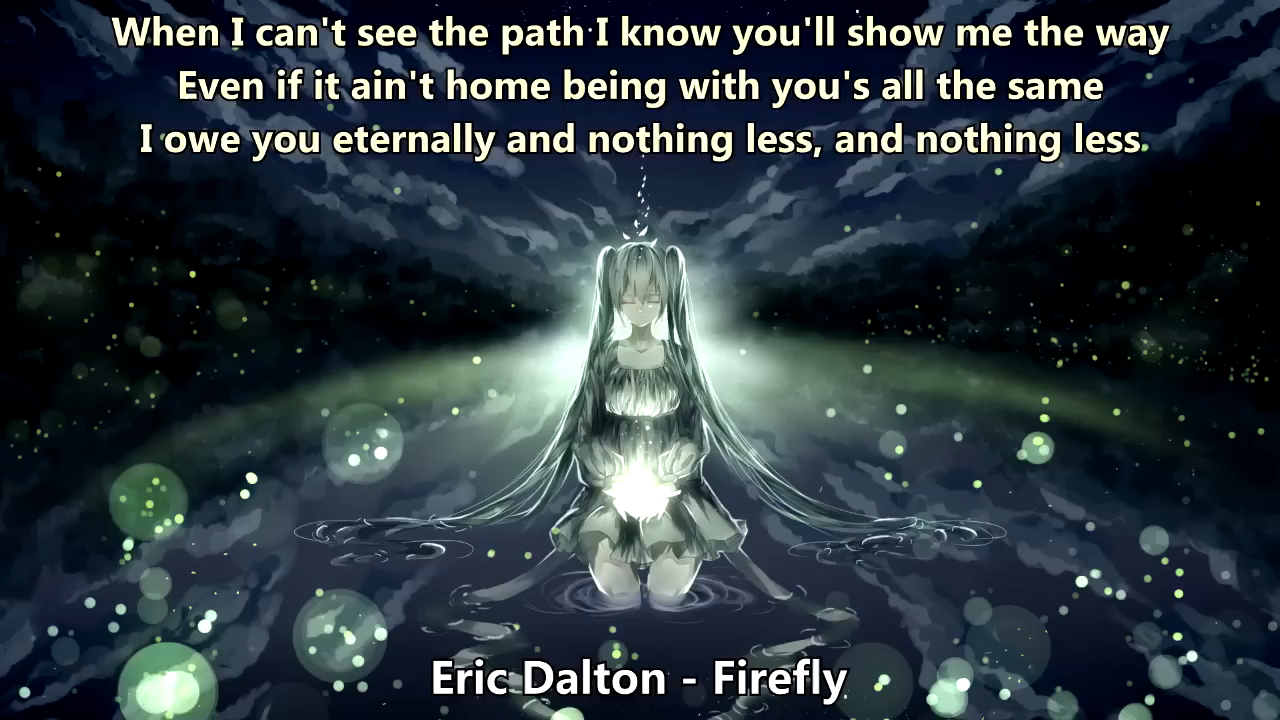 When I can't see the path I know you'll show me the way
Even if it ain't home being with you's all the same
I owe you eternally and nothing less, and nothing less
Eric Dalton - Firefly